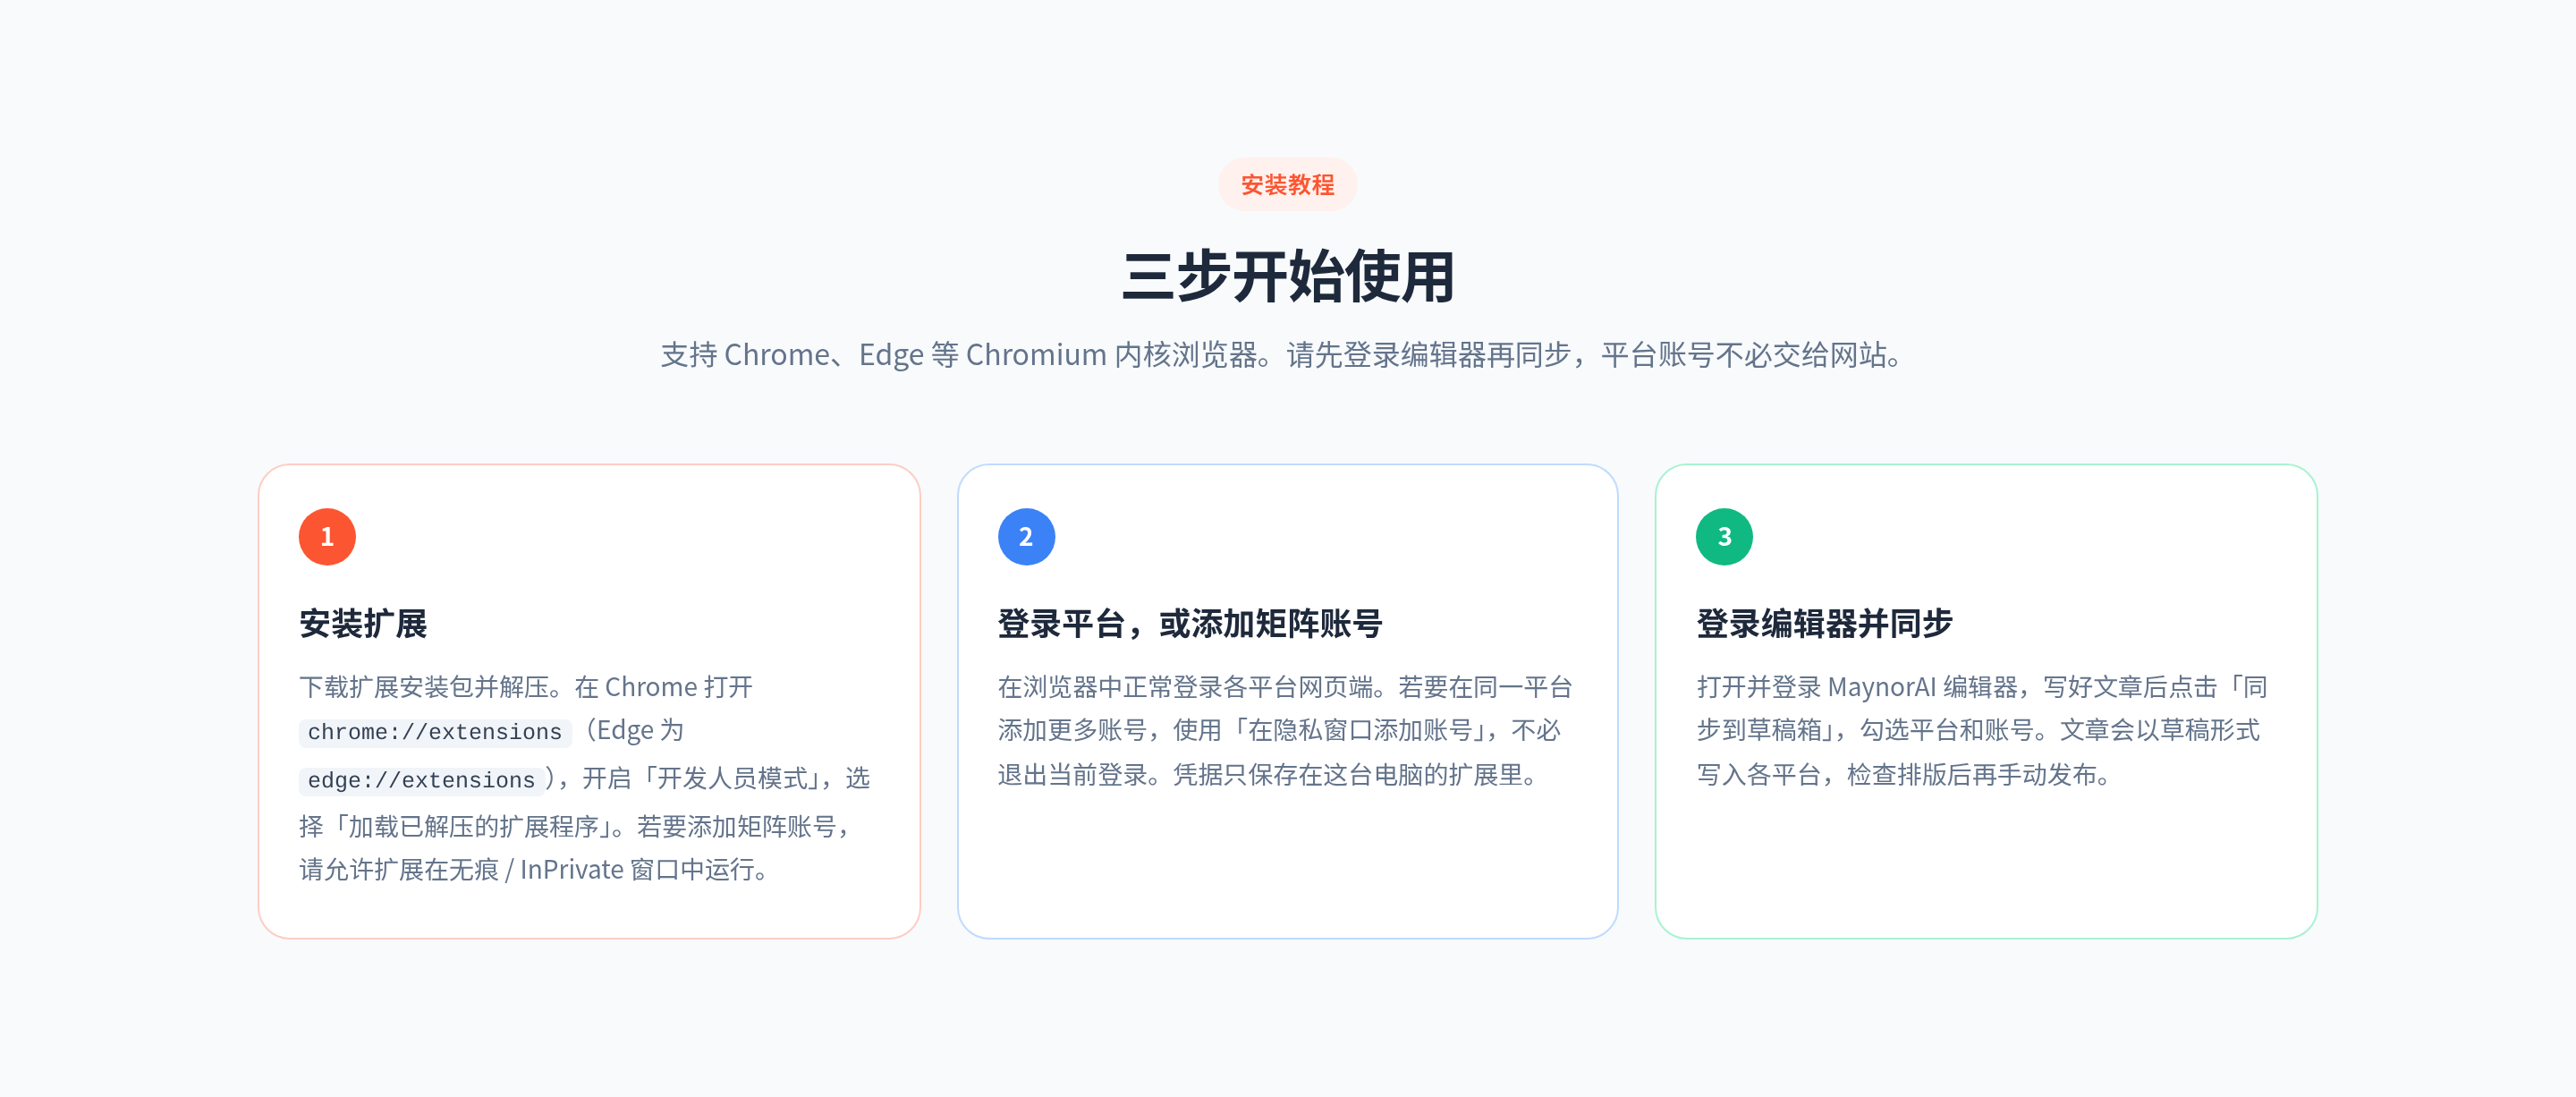 安装教程
三步开始使用
支持 Chrome、Edge 等 Chromium 内核浏览器。请先登录编辑器再同步，平台账号不必交给网站。
1
安装扩展
下载扩展安装包并解压。在 Chrome 打开
chrome://extensions（Edge 为
edge://extensions），开启「开发人员模式」，选
择「加载已解压的扩展程序」。若要添加矩阵账号，
请允许扩展在无痕 / InPrivate 窗口中运行。
2
登录平台，或添加矩阵账号
在浏览器中正常登录各平台网页端。若要在同一平台
添加更多账号，使用「在隐私窗口添加账号」，不必
退出当前登录。凭据只保存在这台电脑的扩展里。
3
登录编辑器并同步
打开并登录 MaynorAI 编辑器，写好文章后点击「同
步到草稿箱」，勾选平台和账号。文章会以草稿形式
写入各平台，检查排版后再手动发布。